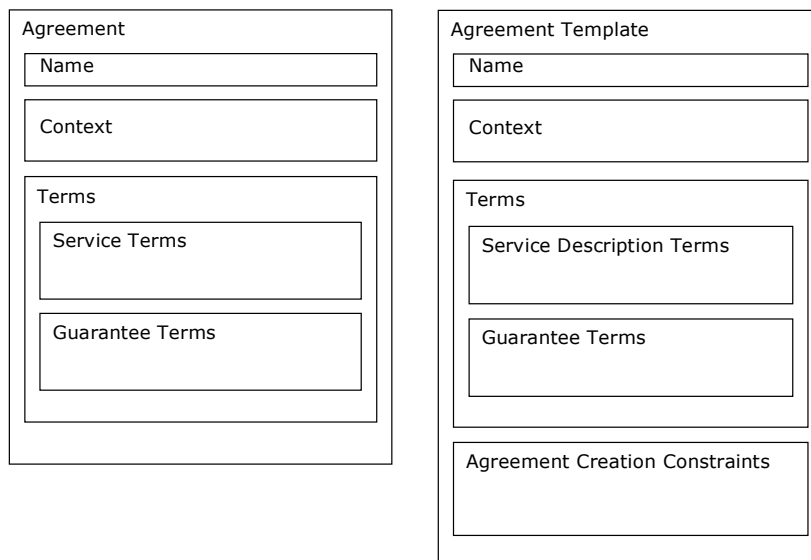 Agreement
Name
Context
Terms
Service Terms
Guarantee Terms
Agreement Template
Name
Context
Terms
Service Description Terms
Guarantee Terms
Agreement Creation Constraints